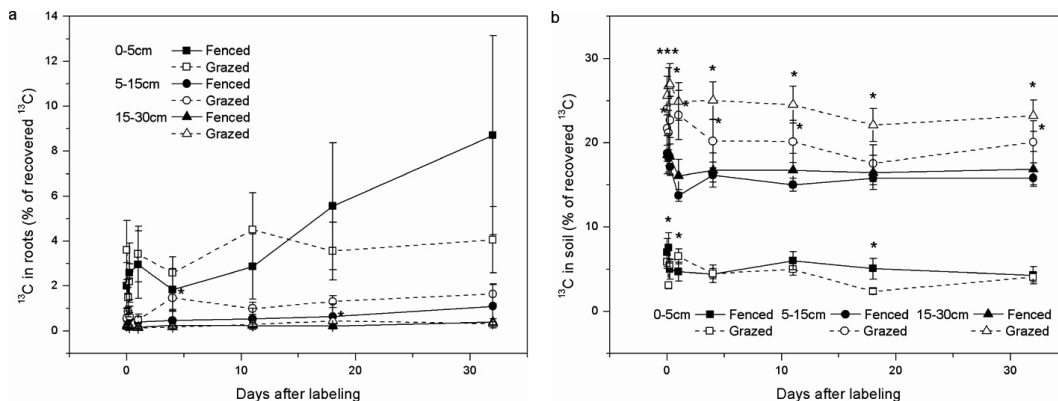 a
14
12
10
8
6
4
2
0
¹³C in roots (% of recovered ¹³C)
0-5cm Fenced
Grazed
5-15cm Fenced
Grazed
15-30cm Fenced
Grazed
*
*
0 10 20 30
Days after labeling
b
30
20
10
0
¹³C in soil (% of recovered ¹³C)
***
* * * * *
* * * * *
* * *
0-5cm Fenced 5-15cm Fenced 15-30cm Fenced
Grazed Grazed Grazed
0 10 20 30
Days after labeling